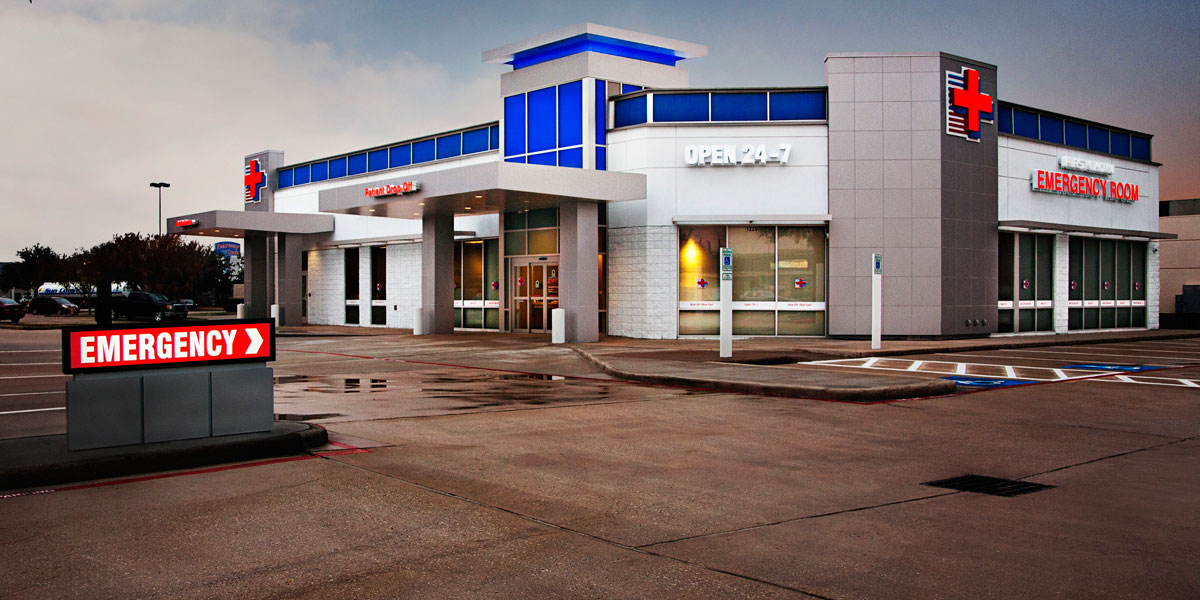 OPEN 24-7
Patient Drop-Off
EMERGENCY ROOM
EMERGENCY